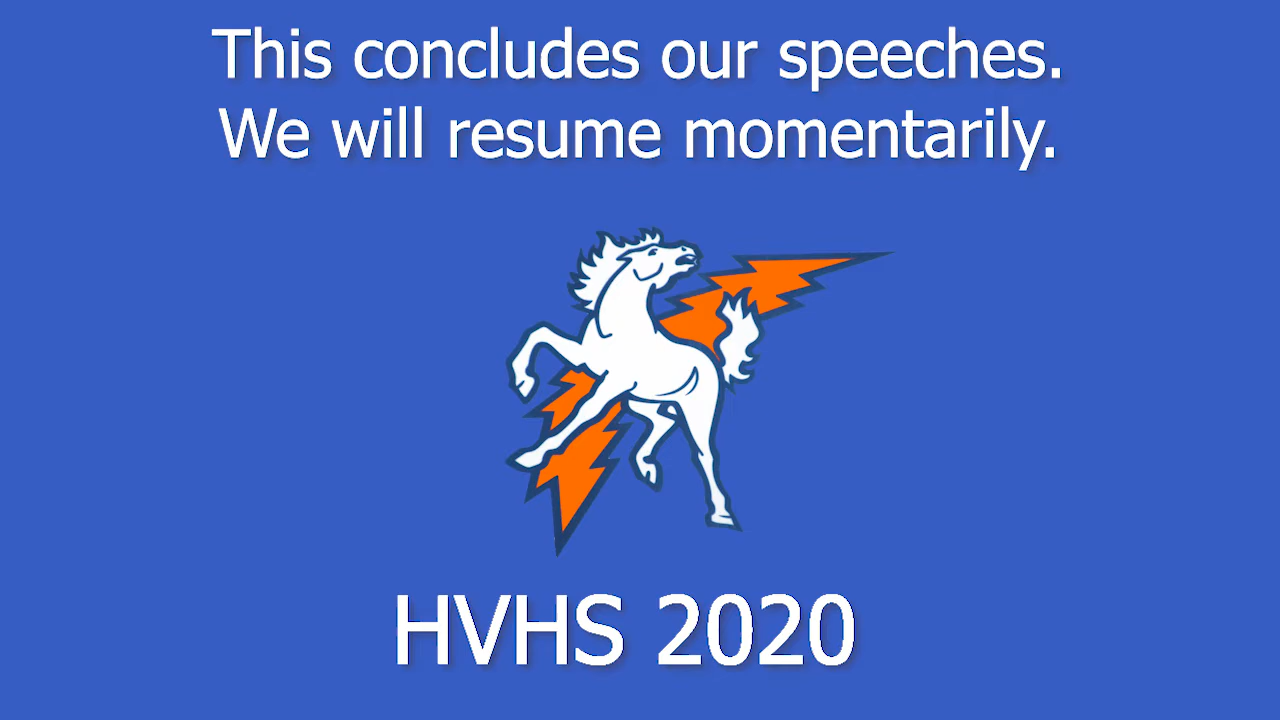 This concludes our speeches.
We will resume momentarily.
HVHS 2020